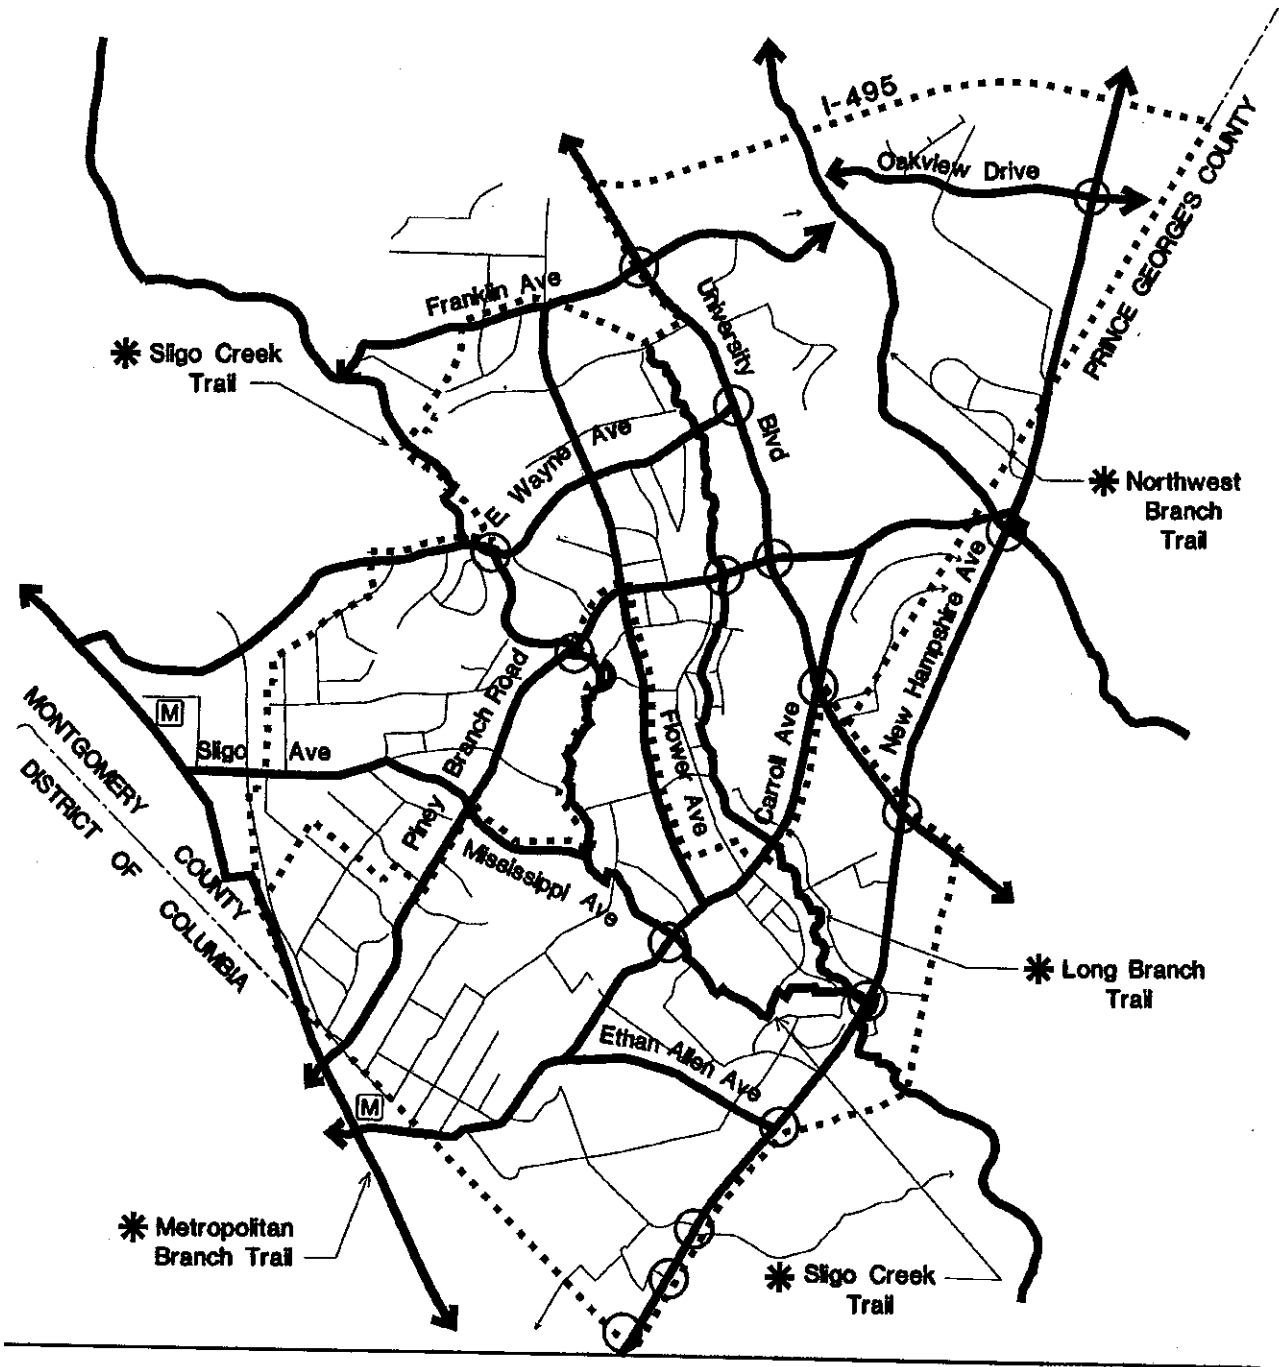 I-495
Oakview Drive
PRINCE GEORGE'S COUNTY
Franklin Ave
University
Blvd
✳ Sligo Creek
Trail
E Wayne Ave
✳ Northwest
Branch
Trail
New Hampshire Ave
M
Sligo Ave
Piney Branch Road
Flower Ave
Carroll Ave
MONTGOMERY
COUNTY
DISTRICT OF
COLUMBIA
Mississippi Ave
✳ Long Branch
Trail
Ethan Allen Ave
M
✳ Metropolitan
Branch Trail
✳ Sligo Creek
Trail